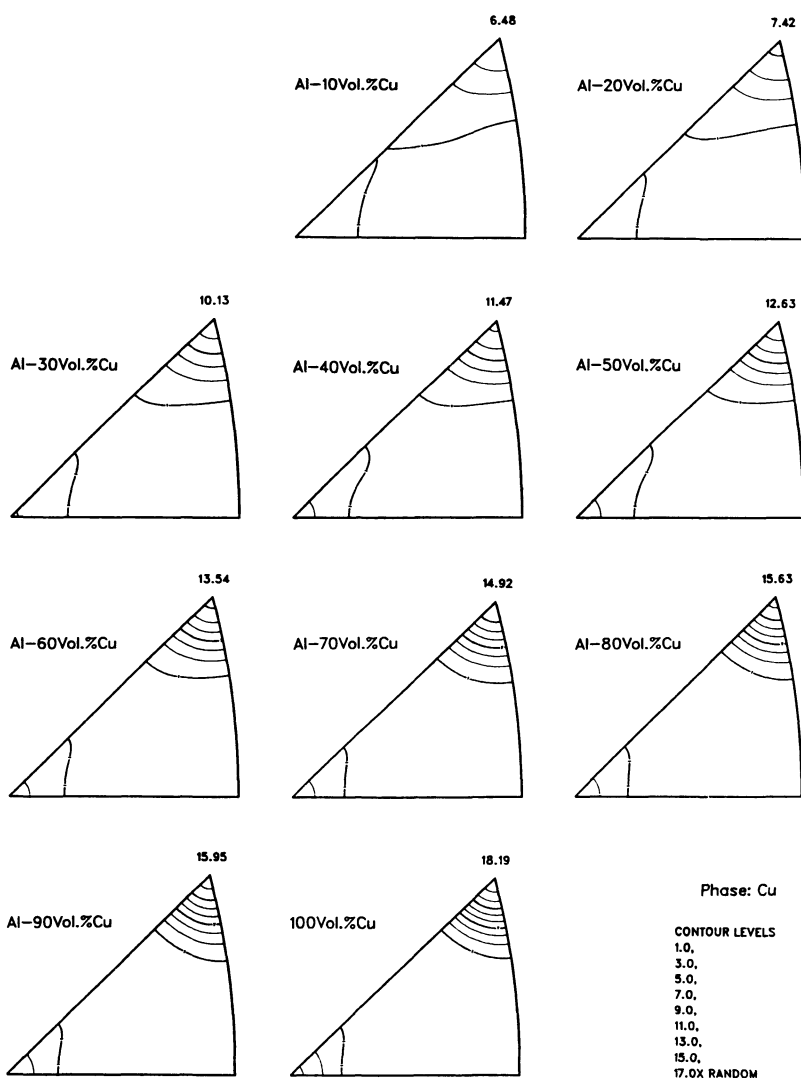 6.48
7.42
Al-10Vol.%Cu
Al-20Vol.%Cu
10.13
11.47
12.63
Al-30Vol.%Cu
Al-40Vol.%Cu
Al-50Vol.%Cu
13.54
14.92
15.63
Al-60Vol.%Cu
Al-70Vol.%Cu
Al-80Vol.%Cu
15.95
18.19
Al-90Vol.%Cu
100Vol.%Cu
Phase: Cu
CONTOUR LEVELS
1.0,
3.0,
5.0,
7.0,
9.0,
11.0,
13.0,
15.0,
17.0X RANDOM